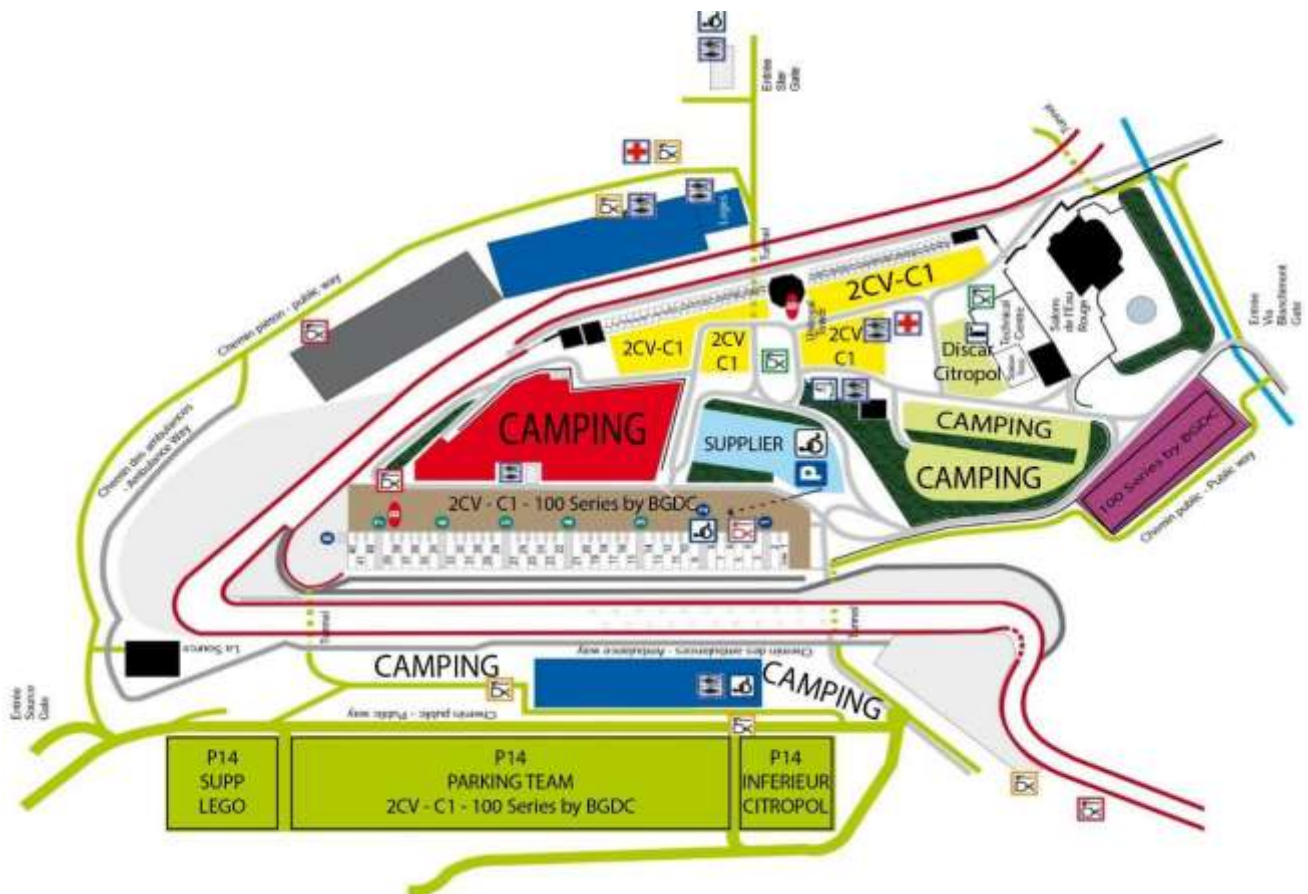 Entrée
Ster
Gate
Tunnel
Chemin piéton - public way
Loges
Tunnel
2CV-C1
2CV-C1
2CV
C1
2CV
C1
Discar
Citropol
Technical
Centre
Salons
de l'Eau
Rouge
Entrée
Via
Blanchement
Gate
Chemin des ambulances
- Ambulance Way
CAMPING
SUPPLIER
P
CAMPING
CAMPING
100 Series by BGDC
Chemin public - Public way
2CV - C1 - 100 Series by BGDC
La Source
Tunnel
Tunnel
Chemin des ambulances - Ambulance way
CAMPING
CAMPING
Entrée
Source
Gate
Chemin public - Public way
P14
SUPP
LEGO
P14
PARKING TEAM
2CV - C1 - 100 Series by BGDC
P14
INFERIEUR
CITROPOL